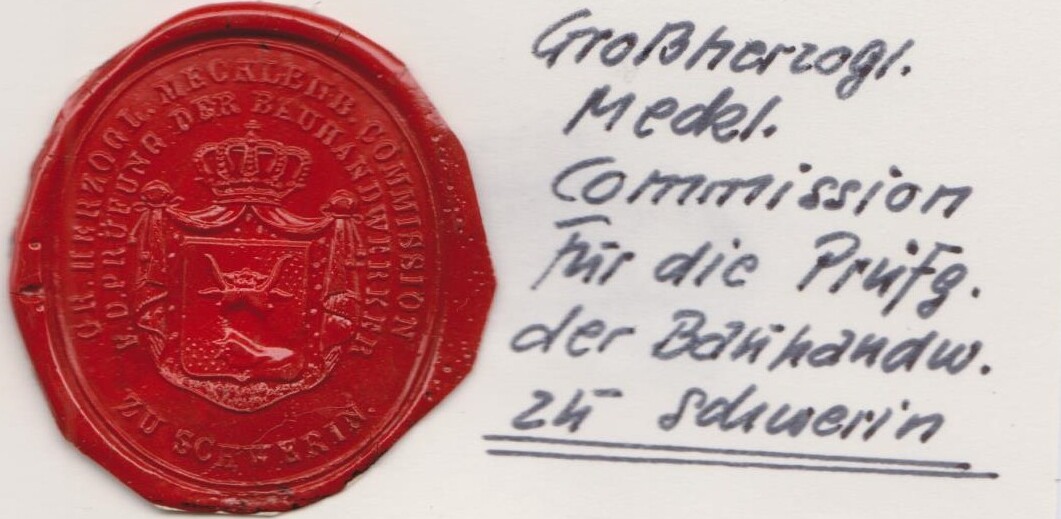 GR. HERZOGL. MECKLENB. COMMISSION
F. D. PRÜFUNG DER BAUHANDWERKER
ZU SCHWERIN.
Großherzogl.
Meckl.
Commission
für die Prüfg.
der Bauhandw.
zu Schwerin